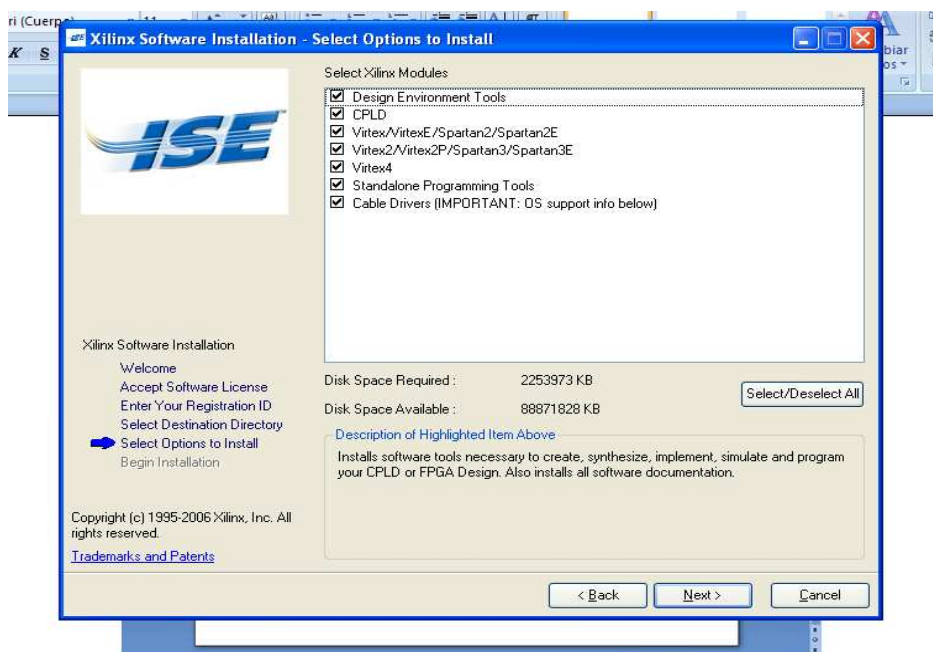 ri (Cuerpo)
11
K S
biar
os
Xilinx Software Installation - Select Options to Install
ISE
Select Xilinx Modules
Design Environment Tools
CPLD
Virtex/VirtexE/Spartan2/Spartan2E
Virtex2/Virtex2P/Spartan3/Spartan3E
Virtex4
Standalone Programming Tools
Cable Drivers (IMPORTANT: OS support info below)
Xilinx Software Installation
Welcome
Accept Software License
Enter Your Registration ID
Select Destination Directory
Select Options to Install
Begin Installation
Disk Space Required : 2253973 KB
Disk Space Available : 88871828 KB
Select/Deselect All
Description of Highlighted Item Above
Installs software tools necessary to create, synthesize, implement, simulate and program
your CPLD or FPGA Design. Also installs all software documentation.
Copyright (c) 1995-2006 Xilinx, Inc. All
rights reserved.
Trademarks and Patents
< Back
Next >
Cancel